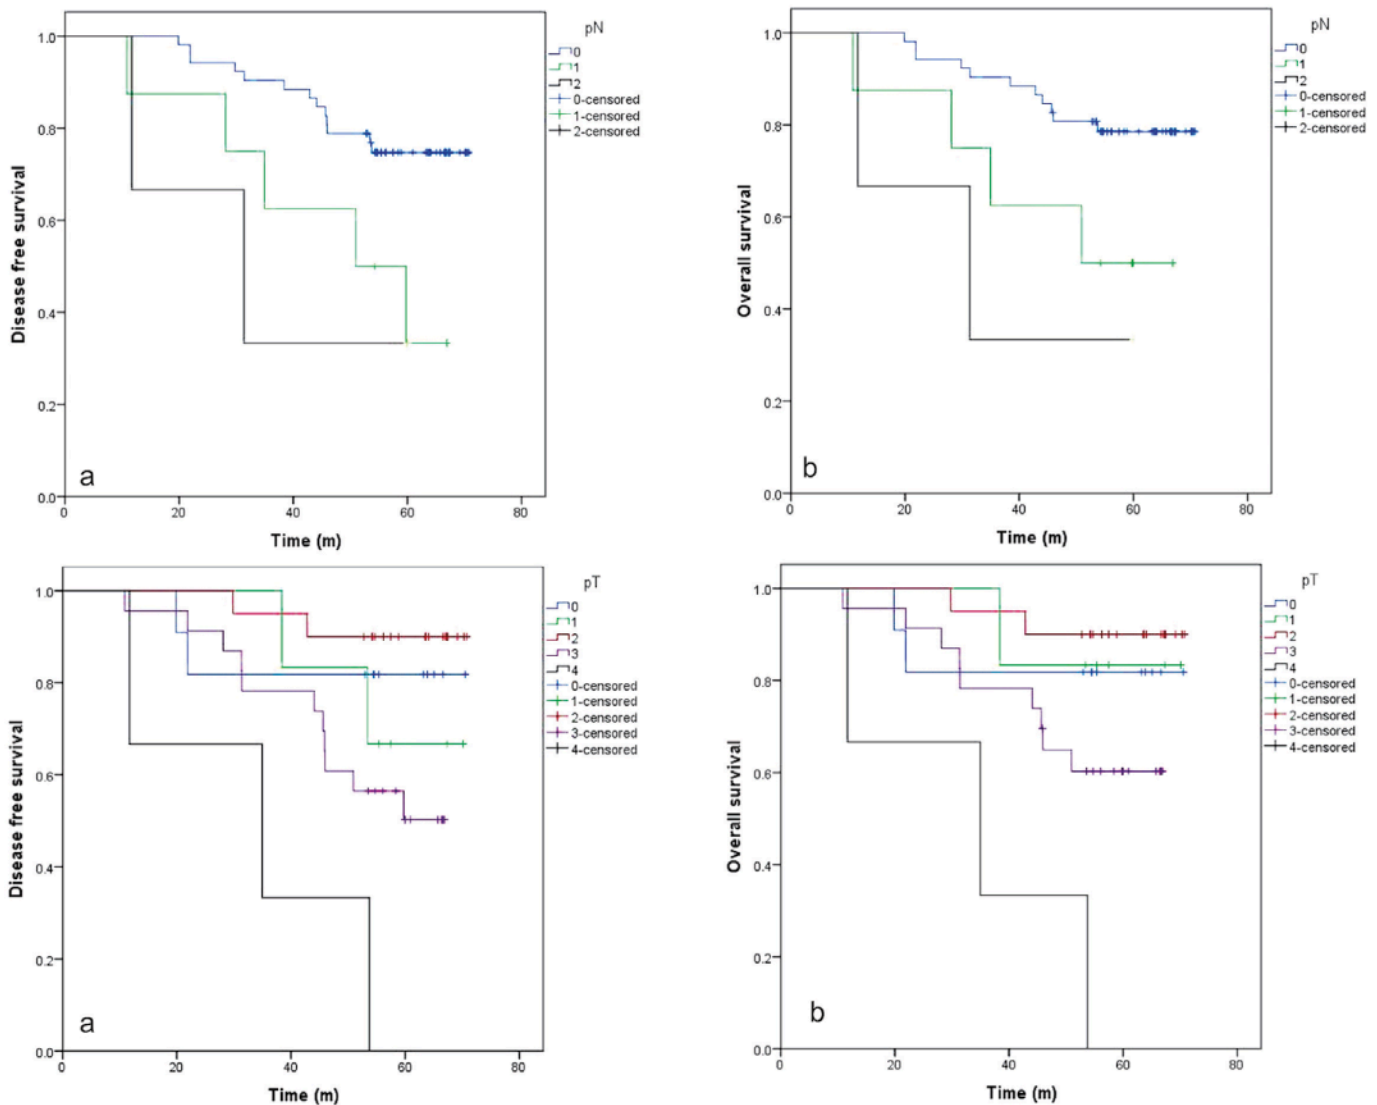 pN
0
1
2
0-censored
1-censored
2-censored
Disease free survival
1.0
0.8
0.6
0.4
0.2
0.0
a
0
20
40
60
80
Time (m)
pN
0
1
2
0-censored
1-censored
2-censored
Overall survival
1.0
0.8
0.6
0.4
0.2
0.0
b
0
20
40
60
80
Time (m)
pT
0
1
2
3
4
0-censored
1-censored
2-censored
3-censored
4-censored
Disease free survival
1.0
0.8
0.6
0.4
0.2
0.0
a
0
20
40
60
80
Time (m)
pT
0
1
2
3
4
0-censored
1-censored
2-censored
3-censored
4-censored
Overall survival
1.0
0.8
0.6
0.4
0.2
0.0
b
0
20
40
60
80
Time (m)